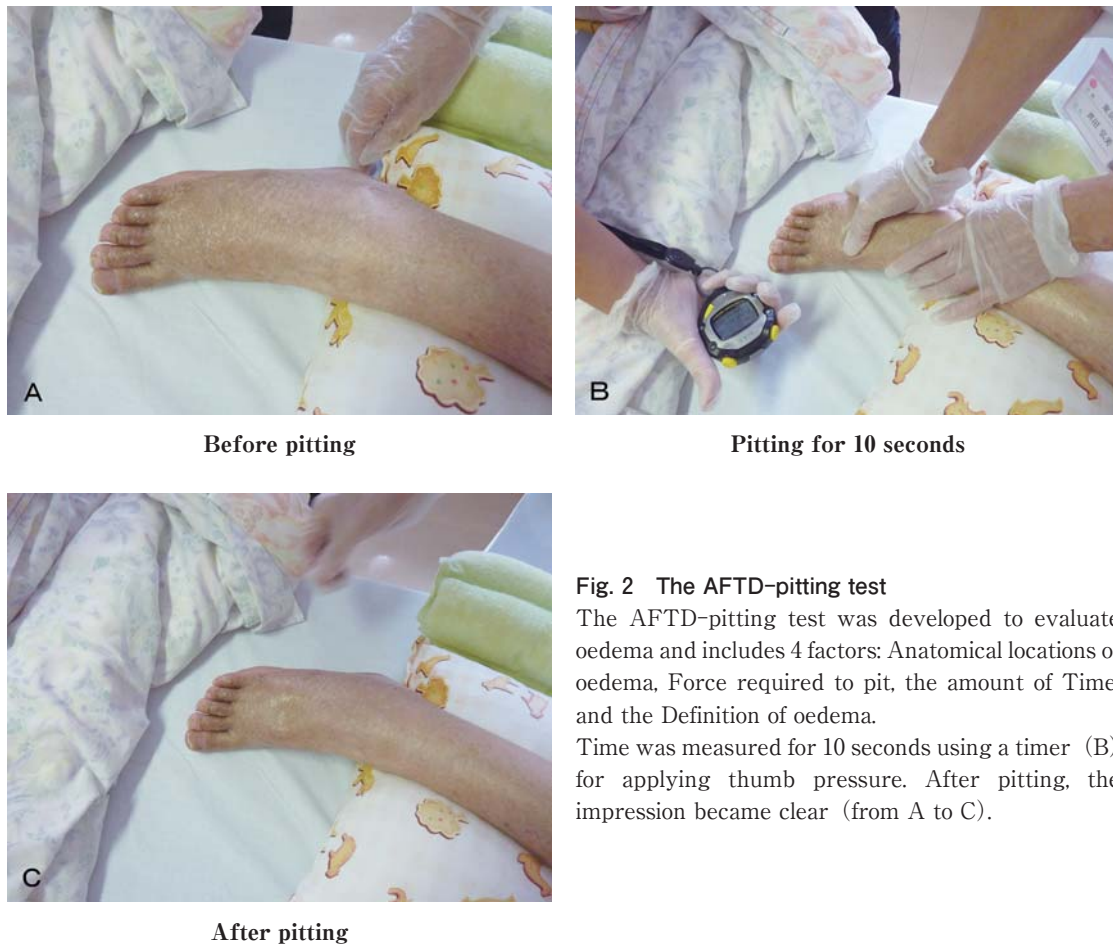 A
B
Before pitting
Pitting for 10 seconds
C
After pitting
Fig. 2 The AFTD-pitting test
The AFTD-pitting test was developed to evaluate
oedema and includes 4 factors: Anatomical locations of
oedema, Force required to pit, the amount of Time
and the Definition of oedema.
Time was measured for 10 seconds using a timer (B)
for applying thumb pressure. After pitting, the
impression became clear (from A to C).